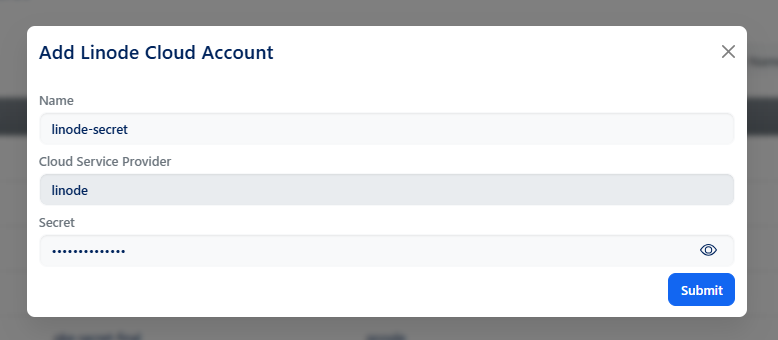 Add Linode Cloud Account
Name
linode-secret
Cloud Service Provider
linode
Secret
••••••••••••••
Submit